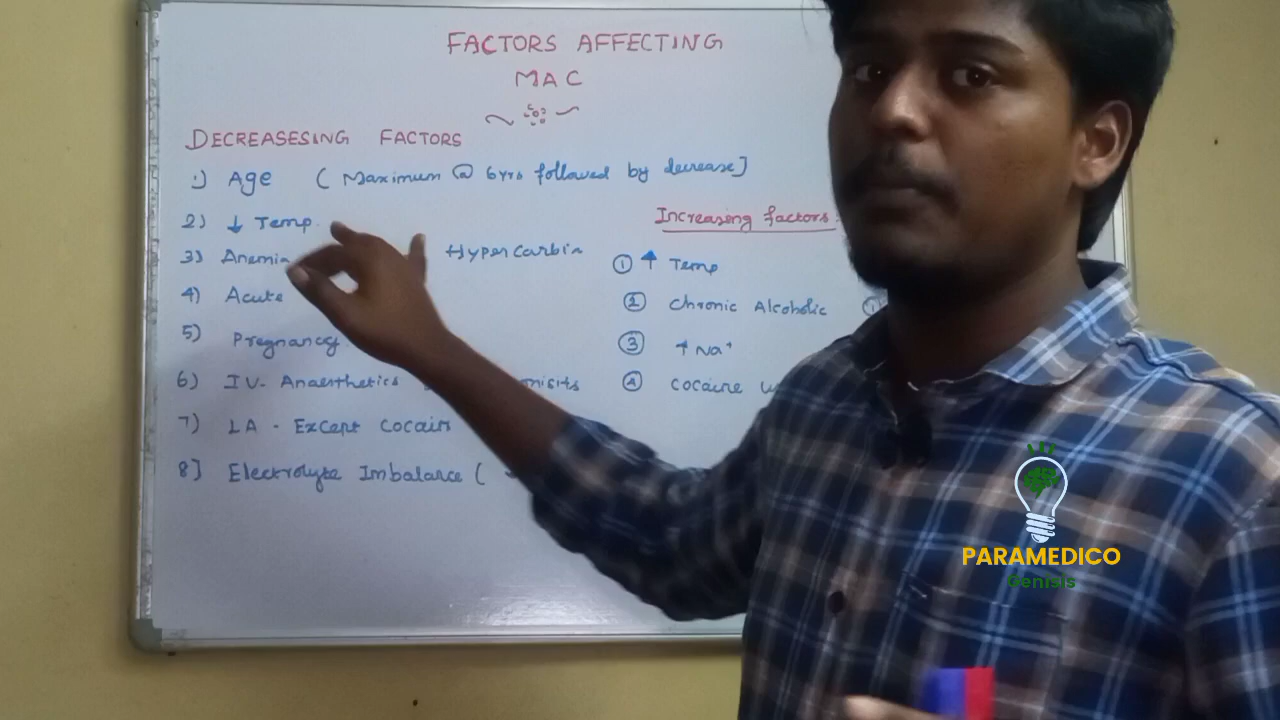 FACTORS AFFECTING
MAC
DECREASESING FACTORS
1) Age ( Maximum @ 6yrs followed by decrease]
2) ↓ Temp.
3) Anemia Hypercarbia
4) Acute
5) Pregnancy.
6) IV- Anaesthetics
7) LA - Except Cocain
8] Electrolyte Imbalance (
Increasing factors:
① ↑ Temp
② Chronic Alcoholic
③ ↑ Na⁺
④ Cocaine
PARAMEDICO
Genisis